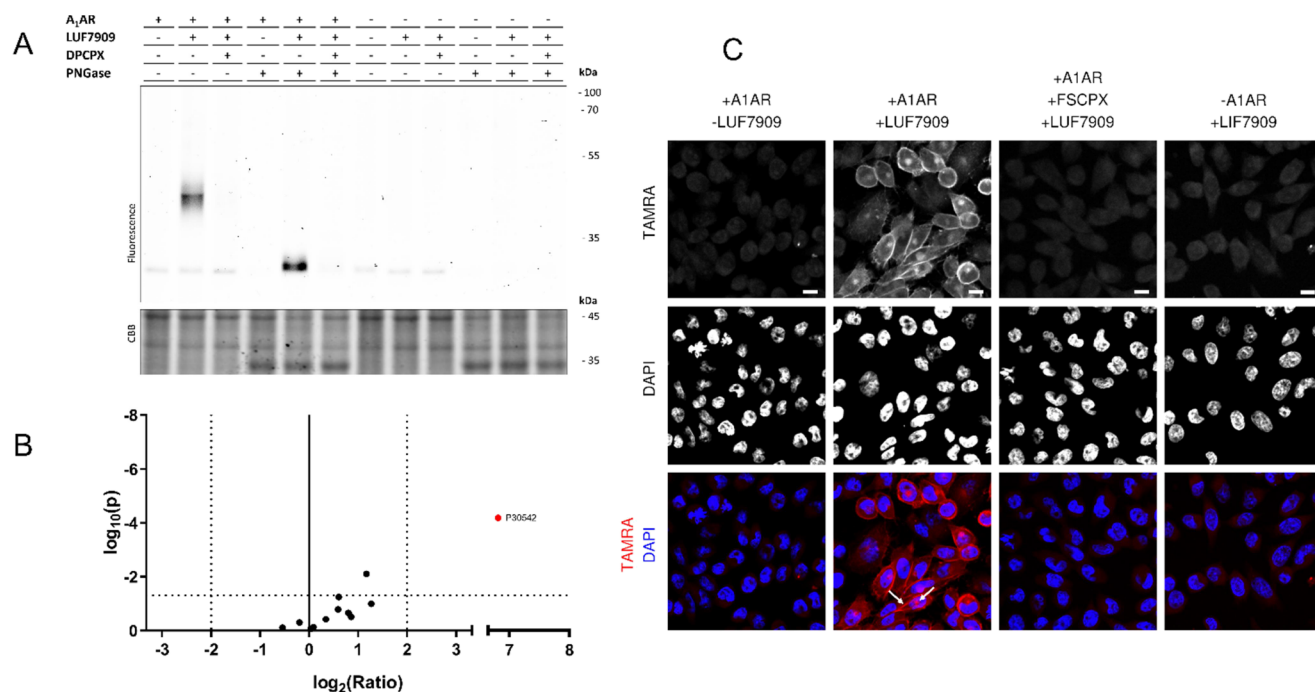 A
A₁AR + + + + + + - - - - - -
LUF7909 - + + - + + - + + - + +
DPCPX - - + - - + - - + - - +
PNGase - - - + + + - - - + + +
kDa
- 100
- 70
- 55
- 35
Fluorescence
kDa
- 45
- 35
CBB
B
-8
-6
-4
-2
0
log₁₀(p)
P30542
-3 -2 -1 0 1 2 3 7 8
log₂(Ratio)
C
+A1AR
-LUF7909
+A1AR
+LUF7909
+A1AR
+FSCPX
+LUF7909
-A1AR
+LIF7909
TAMRA
DAPI
TAMRA
DAPI